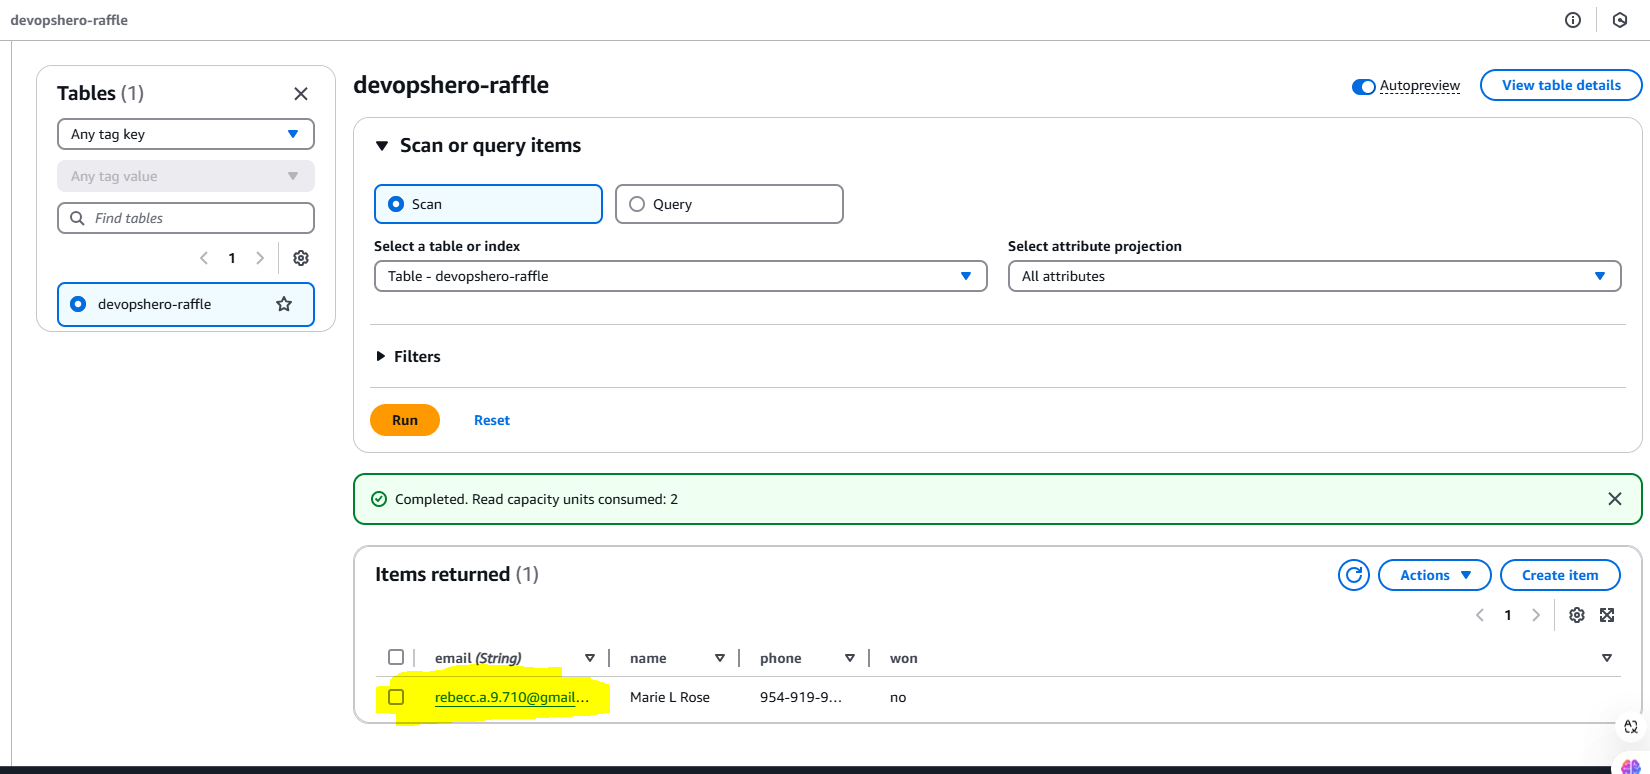 devopshero-raffle
Tables (1)
Any tag key
Any tag value
Find tables
1
devopshero-raffle
devopshero-raffle
Autopreview
View table details
Scan or query items
Scan
Query
Select a table or index
Select attribute projection
Table - devopshero-raffle
All attributes
Filters
Run
Reset
Completed. Read capacity units consumed: 2
Items returned (1)
Actions
Create item
1
email (String)
name
phone
won
rebecc.a.9.710@gmail...
Marie L Rose
954-919-9...
no